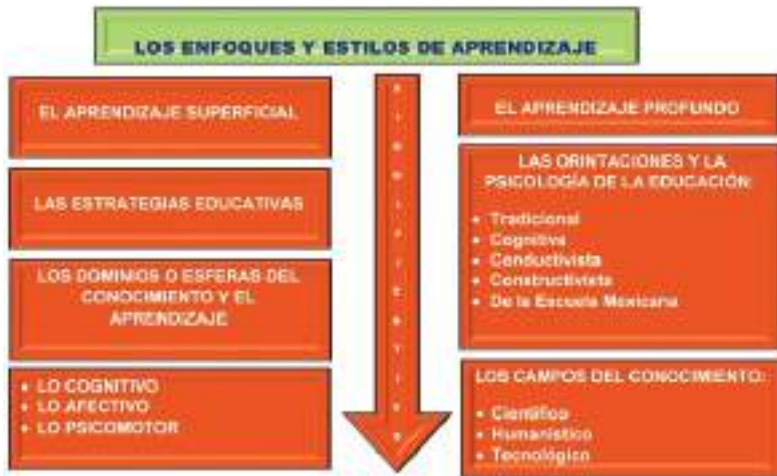 LOS ENFOQUES Y ESTILOS DE APRENDIZAJE
EL APRENDIZAJE SUPERFICIAL
LAS ESTRATEGIAS EDUCATIVAS
LOS DOMINIOS O ESFERAS DEL
CONOCIMIENTO Y EL
APRENDIZAJE
• LO COGNITIVO
• LO AFECTIVO
• LO PSICOMOTOR
EL APRENDIZAJE PROFUNDO
LAS ORINTACIONES Y LA
PSICOLOGÍA DE LA EDUCACIÓN:
• Tradicional
• Cognitiva
• Conductivista
• Constructivista
• De la Escuela Mexicana
LOS CAMPOS DEL CONOCIMIENTO:
• Científico
• Humanístico
• Tecnológico